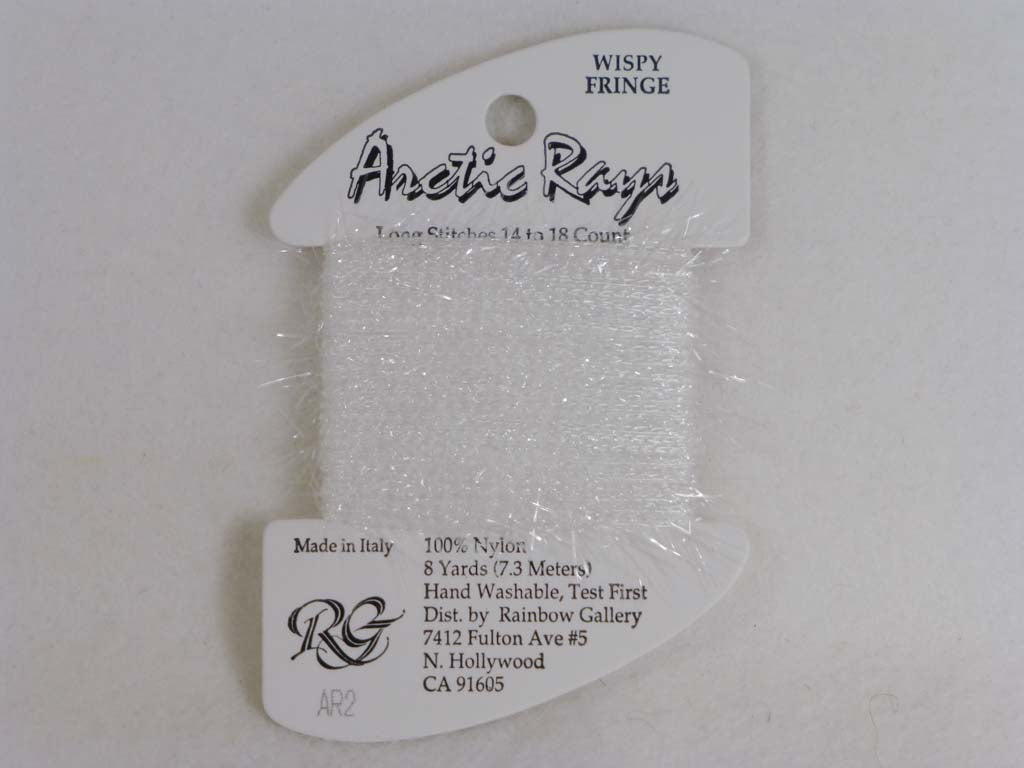 WISPY
FRINGE
Arctic Rays
Long Stitches 14 to 18 Count
Made in Italy
100% Nylon
8 Yards (7.3 Meters)
Hand Washable, Test First
Dist. by Rainbow Gallery
7412 Fulton Ave #5
N. Hollywood
CA 91605
RG
AR2